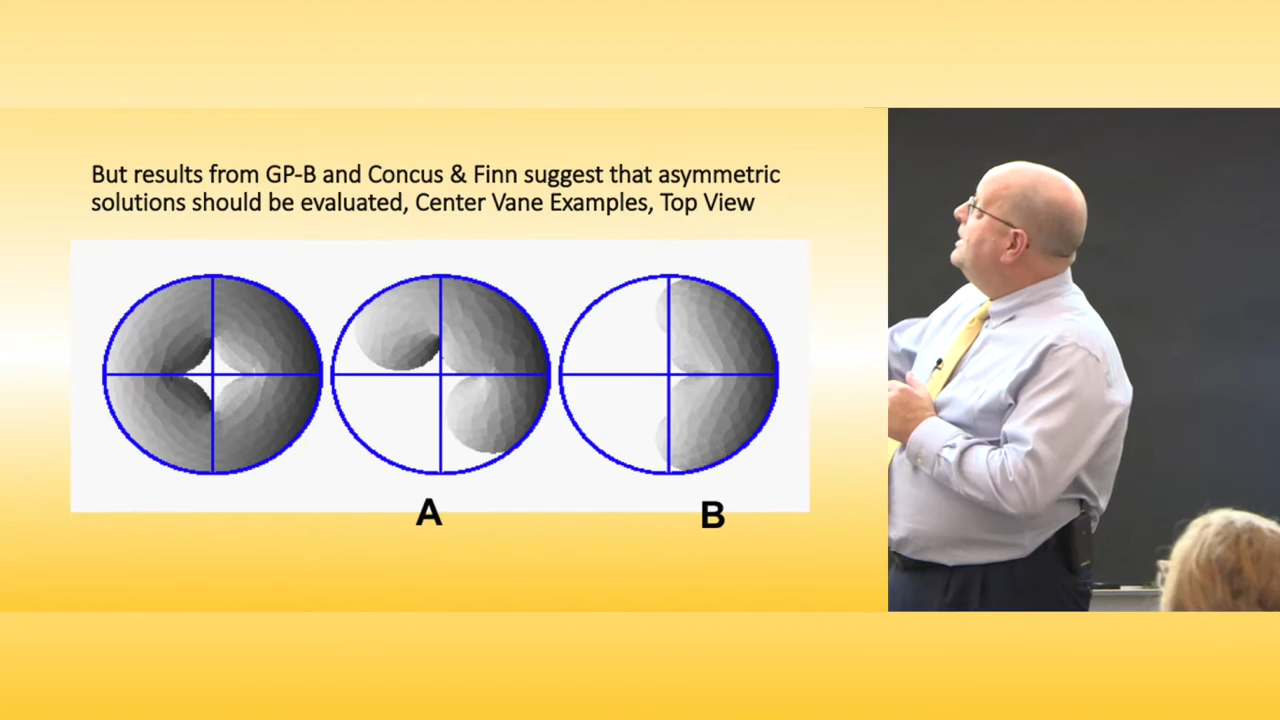 But results from GP-B and Concus & Finn suggest that asymmetric
solutions should be evaluated, Center Vane Examples, Top View
A
B